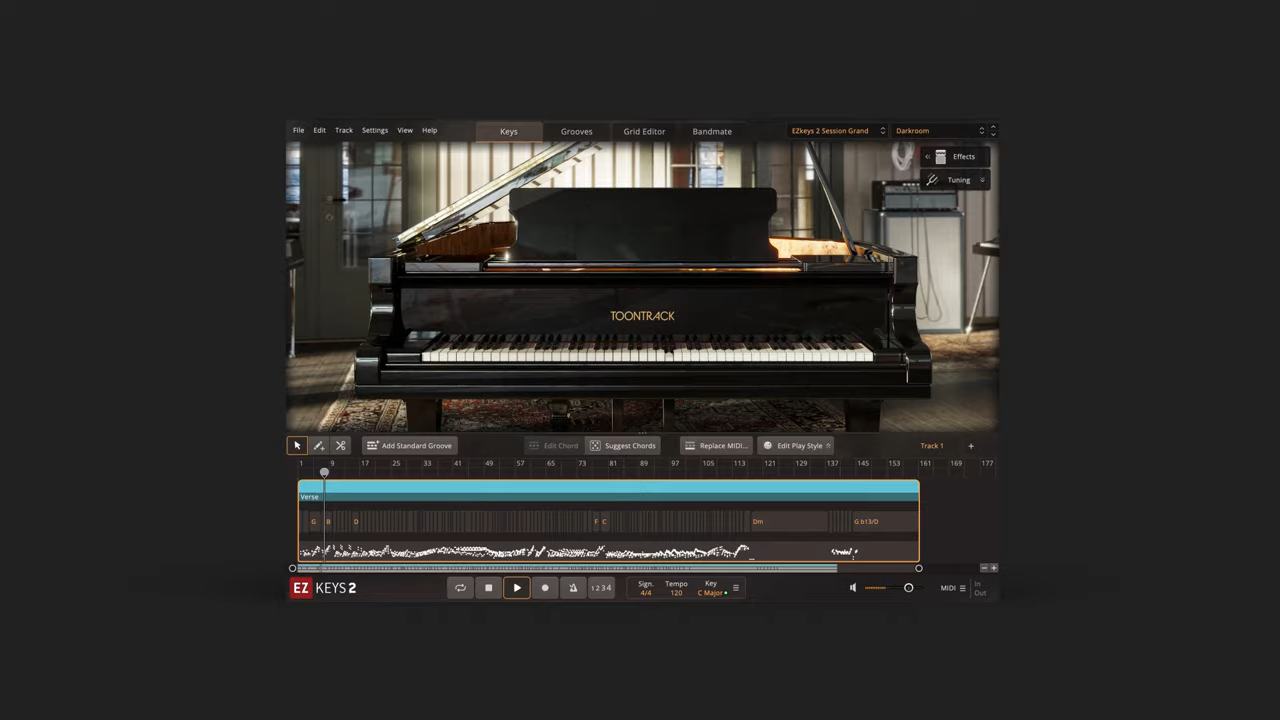 File Edit Track Settings View Help Keys Grooves Grid Editor Bandmate EZkeys 2 Session Grand Darkroom
Effects
Tuning
TOONTRACK
Add Standard Groove Edit Chord Suggest Chords Replace MIDI... Edit Play Style Track 1 +
1 9 17 25 33 41 49 57 65 73 81 89 97 105 113 121 129 137 145 153 161 169 177
Verse
G B D F C Dm G b13/D
EZ KEYS 2 1 2 3 4 Sign. Tempo Key MIDI In
4/4 120 C Major Out